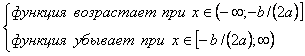 функция возрастает при x ∈ (−∞; −b/(2a)]
функция убывает при x ∈ [−b/(2a); ∞)